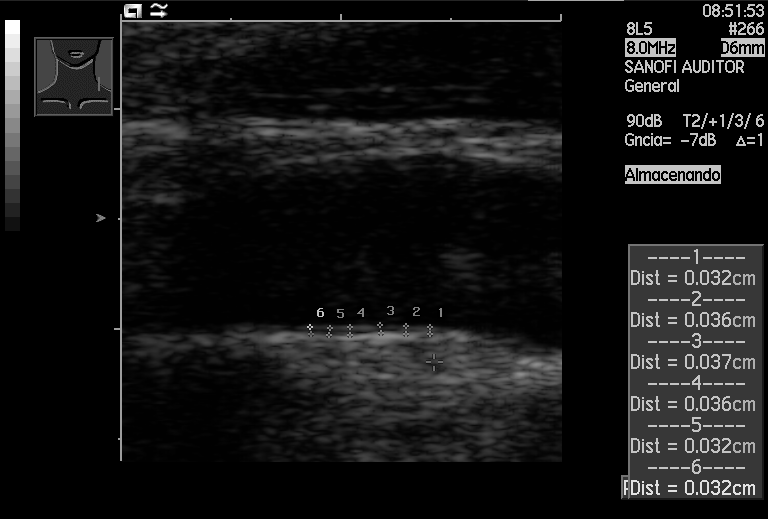 08:51:53
8L5 #266
8.0MHz 06mm
SANOFI AUDITOR
General
90dB T2/+1/3/ 6
Gncia= -7dB Δ=1
Almacenando
6 5 4 3 2 1
----1----
Dist = 0.032cm
----2----
Dist = 0.036cm
----3----
Dist = 0.037cm
----4----
Dist = 0.036cm
----5----
Dist = 0.032cm
----6----
Dist = 0.032cm